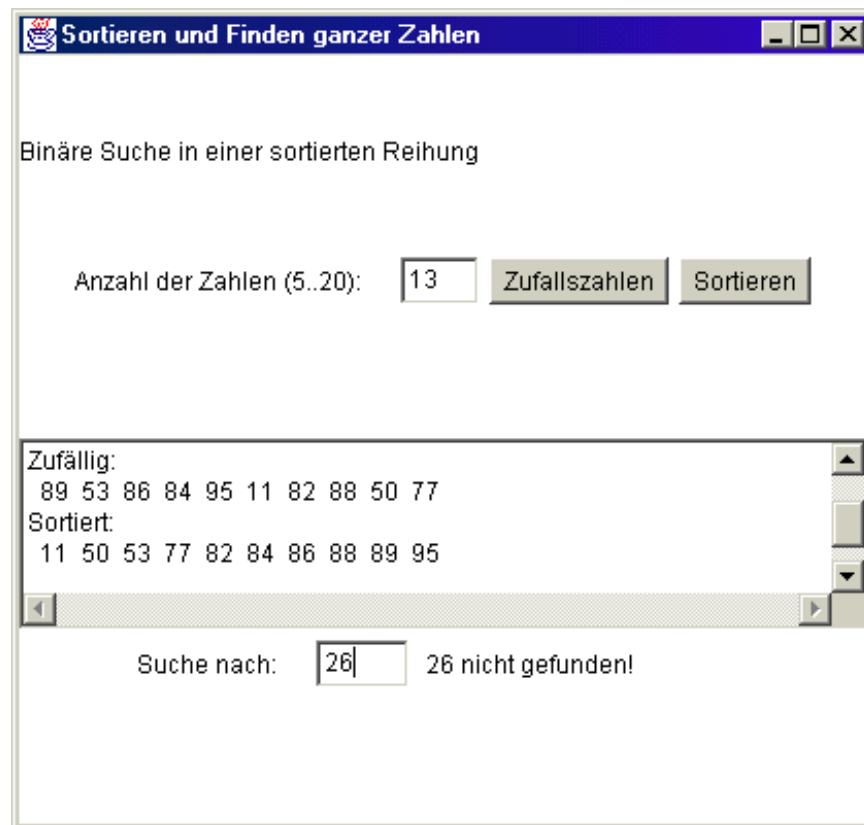 Sortieren und Finden ganzer Zahlen
Binäre Suche in einer sortierten Reihung
Anzahl der Zahlen (5..20): 13 Zufallszahlen Sortieren
Zufällig:
89 53 86 84 95 11 82 88 50 77
Sortiert:
11 50 53 77 82 84 86 88 89 95
Suche nach: 26 26 nicht gefunden!